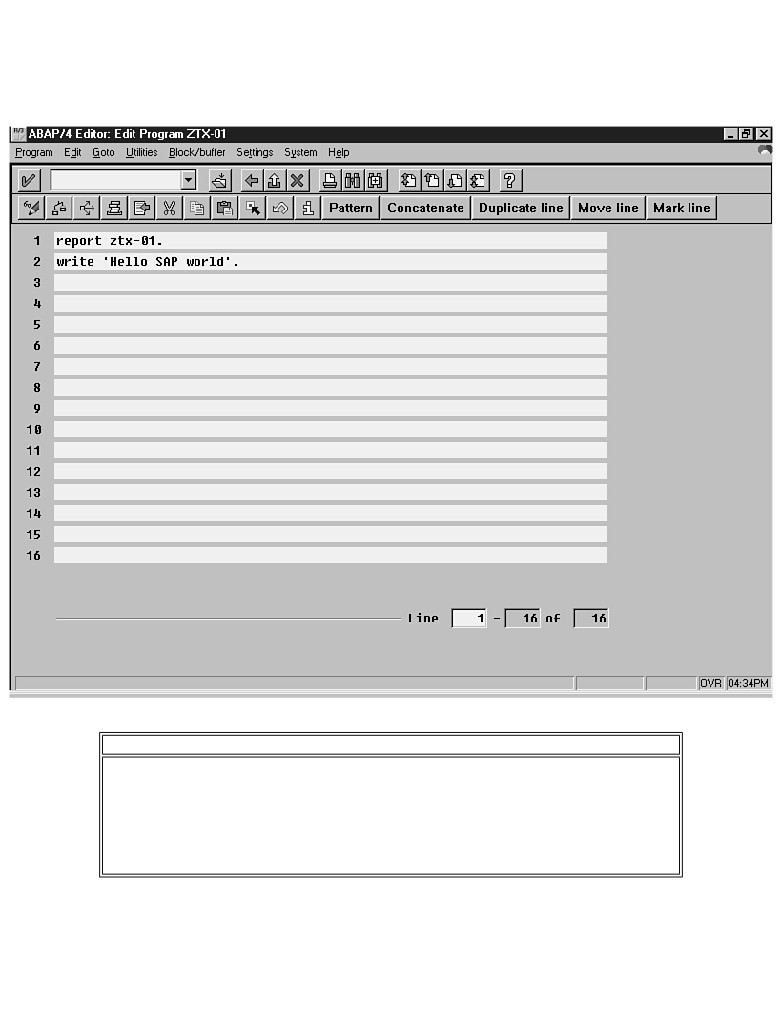 ABAP/4 Editor: Edit Program ZTX-01
Program Edit Goto Utilities Block/buffer Settings System Help
Pattern Concatenate Duplicate line Move line Mark line
1 report ztx-01.
2 write 'Hello SAP world'.
3
4
5
6
7
8
9
10
11
12
13
14
15
16
Line 1 - 16 of 16
OVR 04:34PM